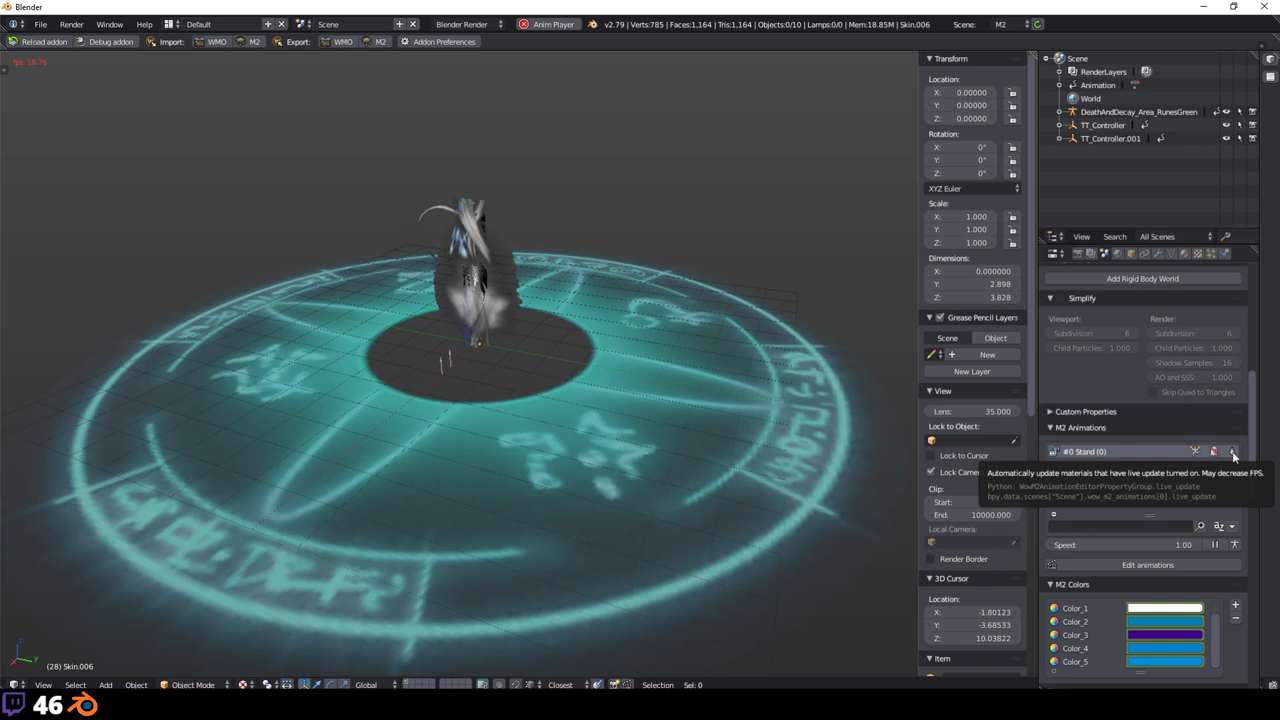 Blender
File
Render
Window
Help
Default
Scene
Blender Render
Anim Player
v2.79 | Verts:785 | Faces:1,164 | Tris:1,164 | Objects:0/10 | Lamps:0/0 | Mem:18.85M | Skin.006
Scene:
M2
Reload addon
Debug addon
Import:
WMO
M2
Export:
WMO
M2
Addon Preferences
fps: 18.76
Transform
Location:
X: 0.00000
Y: 0.00000
Z: 0.00000
Rotation:
X: 0°
Y: 0°
Z: 0°
XYZ Euler
Scale:
X: 1.000
Y: 1.000
Z: 1.000
Dimensions:
X: 0.000000
Y: 2.898
Z: 3.828
Grease Pencil Layers
Scene
Object
New
New Layer
View
Lens: 35.000
Lock to Object:
Lock to Cursor
Lock Camer
Clip:
Start:
End: 10000.000
Local Camera:
Render Border
3D Cursor
Location:
X: -1.80123
Y: -3.68533
Z: 10.03822
Item
Scene
RenderLayers
Animation
World
DeathAndDecay_Area_RunesGreen
TT_Controller
TT_Controller.001
View
Search
All Scenes
Add Rigid Body World
Simplify
Viewport:
Render:
Subdivision: 6
Subdivision: 6
Child Particles: 1.000
Child Particles: 1.000
Shadow Samples: 16
AO and SSS: 1.000
Skip Quad to Triangles
Custom Properties
M2 Animations
#0 Stand (0)
Automatically update materials that have live update turned on. May decrease FPS.
Python: WowM2AnimationEditorPropertyGroup.live_update
bpy.data.scenes["Scene"].wow_m2_animations[0].live_update
Speed: 1.00
Edit animations
M2 Colors
Color_1
Color_2
Color_3
Color_4
Color_5
(28) Skin.006
View
Select
Add
Object
Object Mode
Global
Closest
Selection
Sel: 0
46